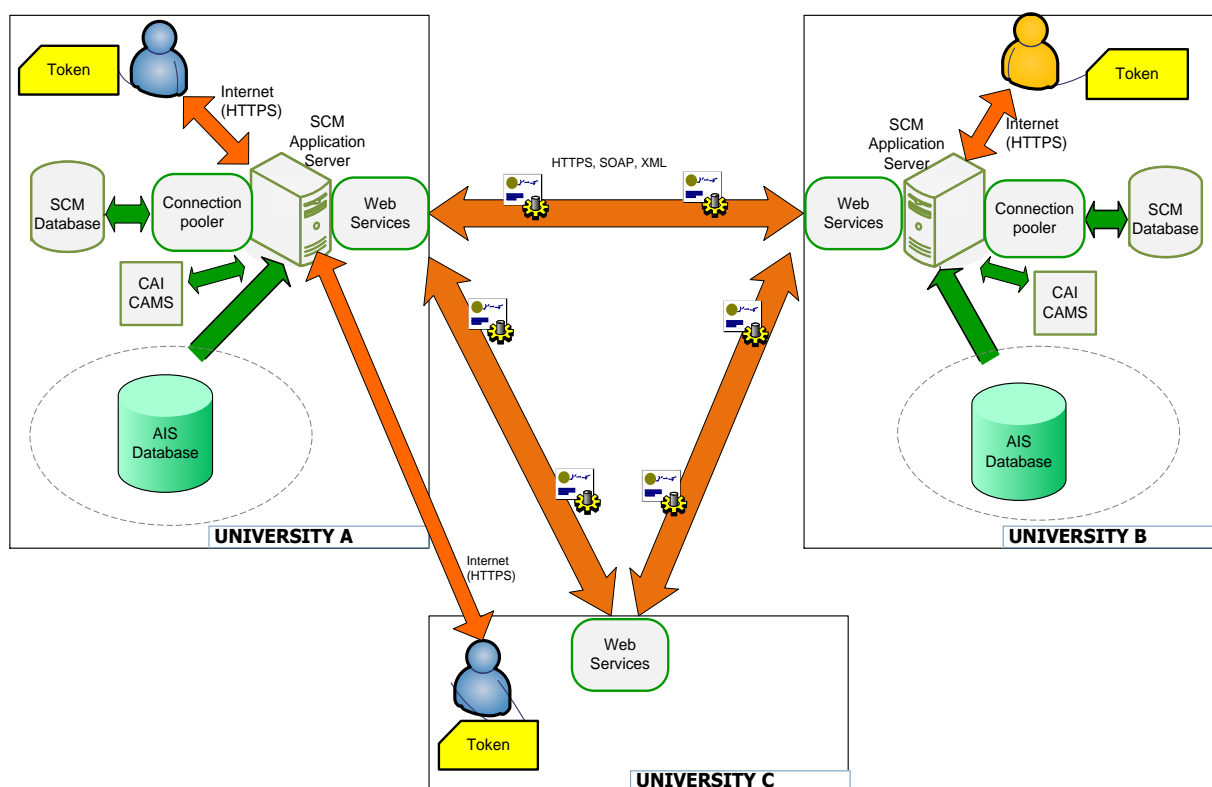 Token
Internet
(HTTPS)
SCM
Application
Server
SCM
Database
Connection
pooler
Web
Services
CAI
CAMS
AIS
Database
UNIVERSITY A
HTTPS, SOAP, XML
Token
Internet
(HTTPS)
SCM
Application
Server
Web
Services
Connection
pooler
SCM
Database
CAI
CAMS
AIS
Database
UNIVERSITY B
Internet
(HTTPS)
Web
Services
Token
UNIVERSITY C